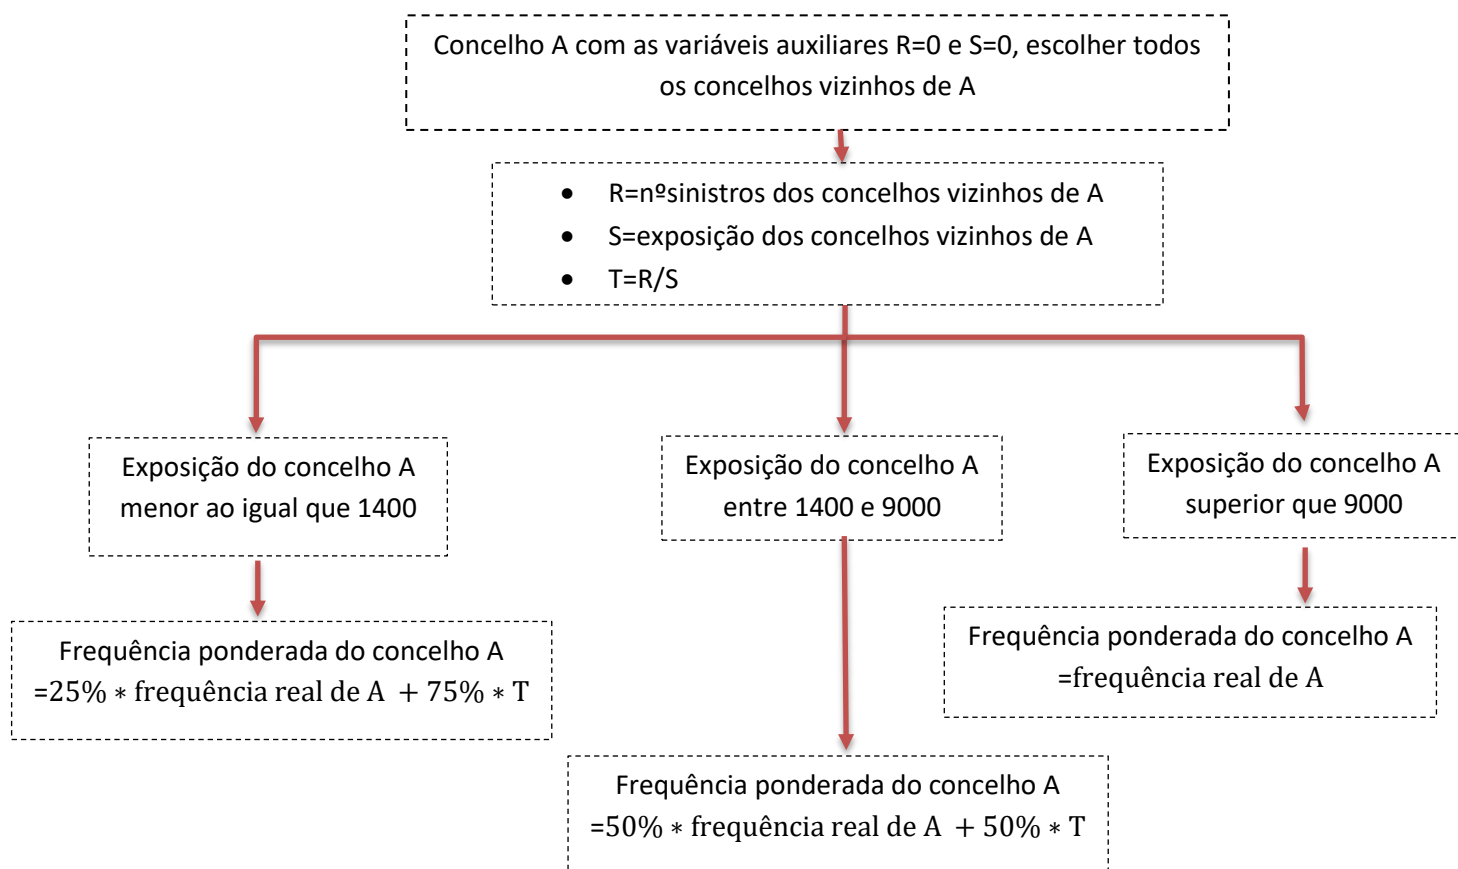 Concelho A com as variáveis auxiliares R=0 e S=0, escolher todos
os concelhos vizinhos de A
• R=nºsinistros dos concelhos vizinhos de A
• S=exposição dos concelhos vizinhos de A
• T=R/S
Exposição do concelho A
menor ao igual que 1400
Exposição do concelho A
entre 1400 e 9000
Exposição do concelho A
superior que 9000
Frequência ponderada do concelho A
=25% ∗ frequência real de A + 75% ∗ T
Frequência ponderada do concelho A
=frequência real de A
Frequência ponderada do concelho A
=50% ∗ frequência real de A + 50% ∗ T